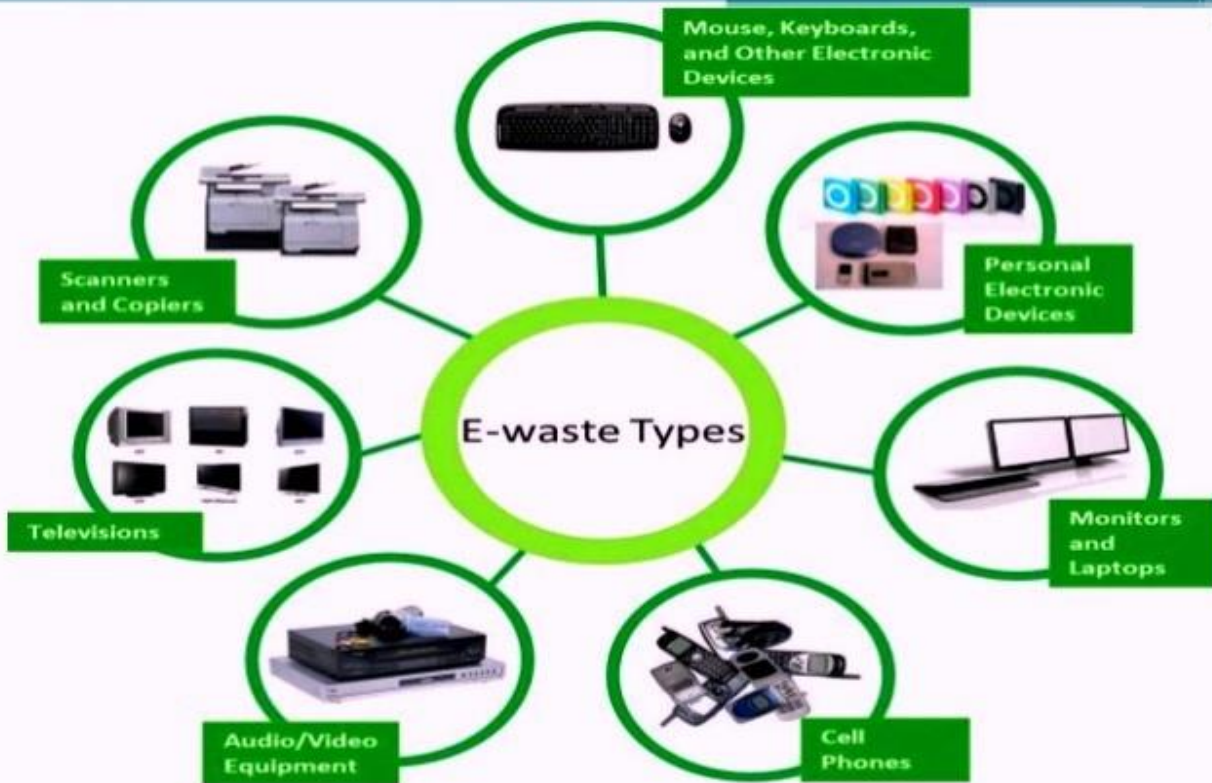 Mouse, Keyboards,
and Other Electronic
Devices
Personal
Electronic
Devices
Scanners
and Copiers
E-waste Types
Monitors
and
Laptops
Televisions
Cell
Phones
Audio/Video
Equipment